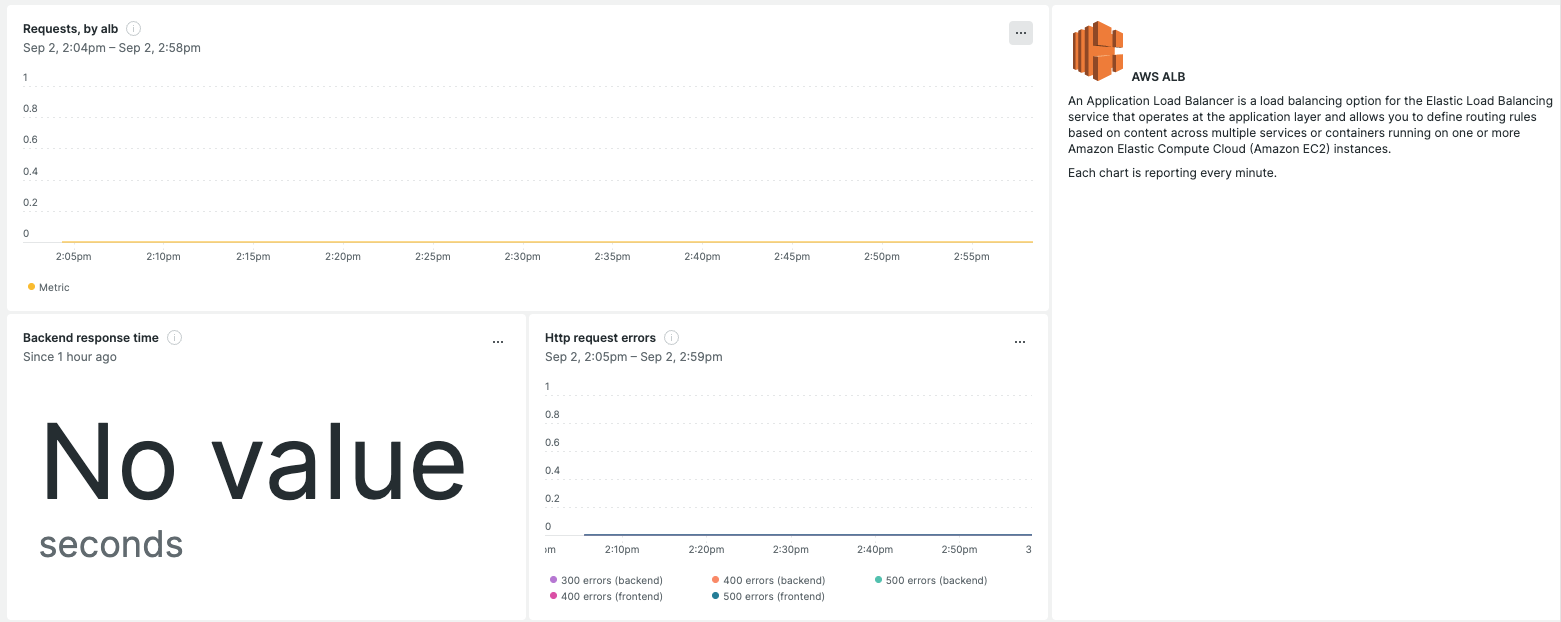 Requests, by alb
Sep 2, 2:04pm – Sep 2, 2:58pm
...
1
0.8
0.6
0.4
0.2
0
2:05pm 2:10pm 2:15pm 2:20pm 2:25pm 2:30pm 2:35pm 2:40pm 2:45pm 2:50pm 2:55pm
Metric
AWS ALB
An Application Load Balancer is a load balancing option for the Elastic Load Balancing
service that operates at the application layer and allows you to define routing rules
based on content across multiple services or containers running on one or more
Amazon Elastic Compute Cloud (Amazon EC2) instances.
Each chart is reporting every minute.
Backend response time
Since 1 hour ago
...
No value
seconds
Http request errors
Sep 2, 2:05pm – Sep 2, 2:59pm
...
1
0.8
0.6
0.4
0.2
0
pm 2:10pm 2:20pm 2:30pm 2:40pm 2:50pm 3
300 errors (backend) 400 errors (backend) 500 errors (backend)
400 errors (frontend) 500 errors (frontend)